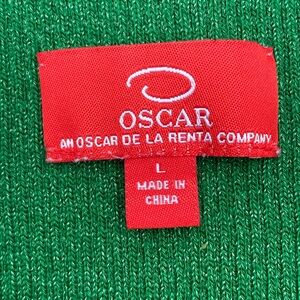 OSCAR
AN OSCAR DE LA RENTA COMPANY
L
MADE IN
CHINA